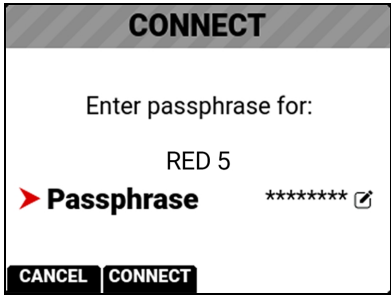 CONNECT
Enter passphrase for:
RED 5
Passphrase ********
CANCEL CONNECT